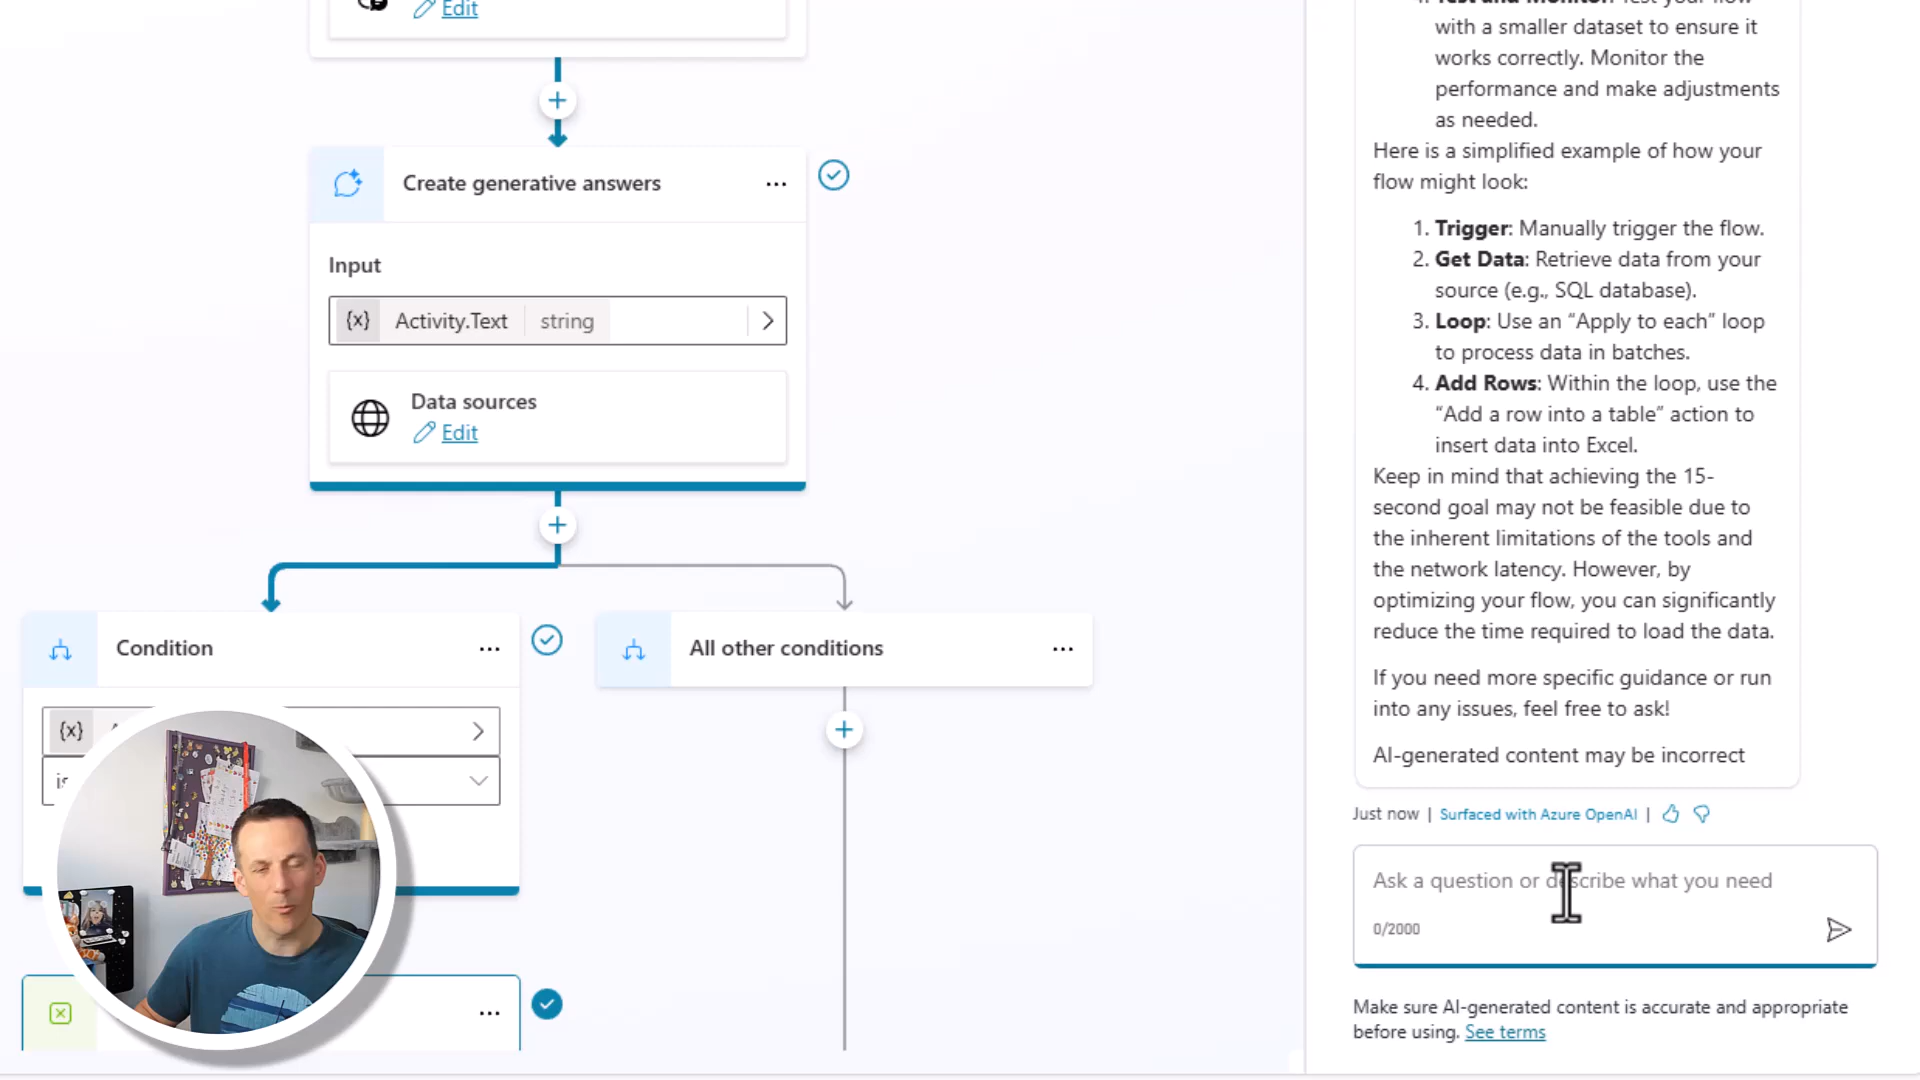 Edit
Create generative answers
Input
{x} Activity.Text string
Data sources
Edit
Condition
All other conditions
{x}
with a smaller dataset to ensure it
works correctly. Monitor the
performance and make adjustments
as needed.
Here is a simplified example of how your
flow might look:
1. Trigger: Manually trigger the flow.
2. Get Data: Retrieve data from your
source (e.g., SQL database).
3. Loop: Use an “Apply to each” loop
to process data in batches.
4. Add Rows: Within the loop, use the
“Add a row into a table” action to
insert data into Excel.
Keep in mind that achieving the 15-
second goal may not be feasible due to
the inherent limitations of the tools and
the network latency. However, by
optimizing your flow, you can significantly
reduce the time required to load the data.
If you need more specific guidance or run
into any issues, feel free to ask!
AI-generated content may be incorrect
Just now | Surfaced with Azure OpenAI |
Ask a question or describe what you need
0/2000
Make sure AI-generated content is accurate and appropriate
before using. See terms